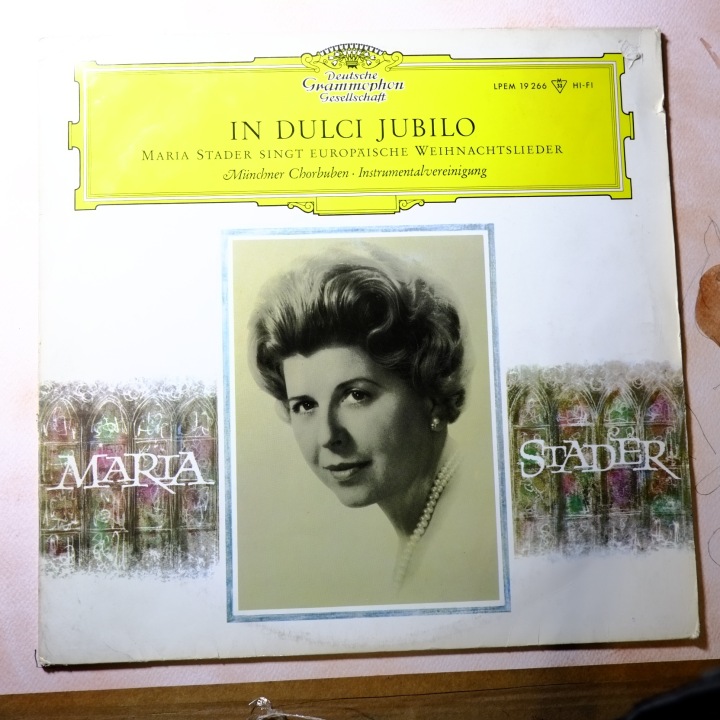 Deutsche
Grammophon
Gesellschaft
LPEM 19 266 M 33 HI-FI
IN DULCI JUBILO
MARIA STADER SINGT EUROPÄISCHE WEIHNACHTSLIEDER
Münchner Chorbuben · Instrumentalvereinigung
MARIA STADER